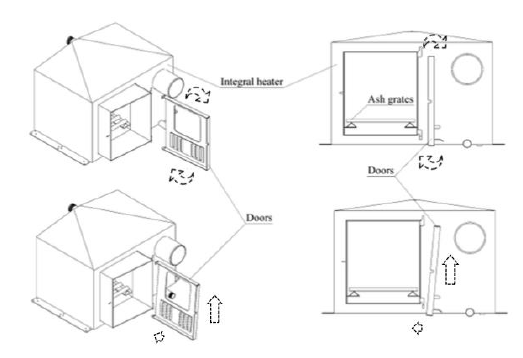 Integral heater
Ash grates
Doors
Doors